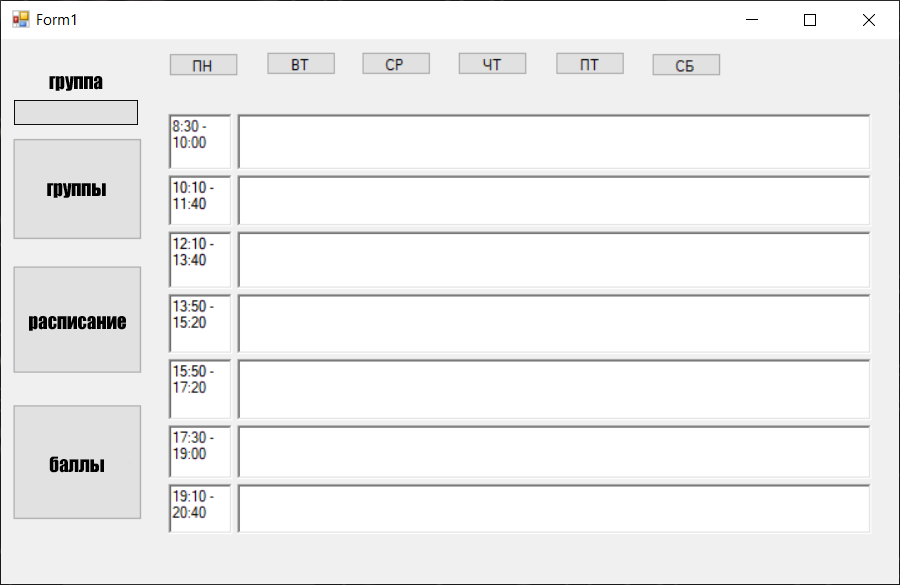 Form1
группа
ПН ВТ СР ЧТ ПТ СБ
группы
расписание
баллы
8:30 -
10:00
10:10 -
11:40
12:10 -
13:40
13:50 -
15:20
15:50 -
17:20
17:30 -
19:00
19:10 -
20:40